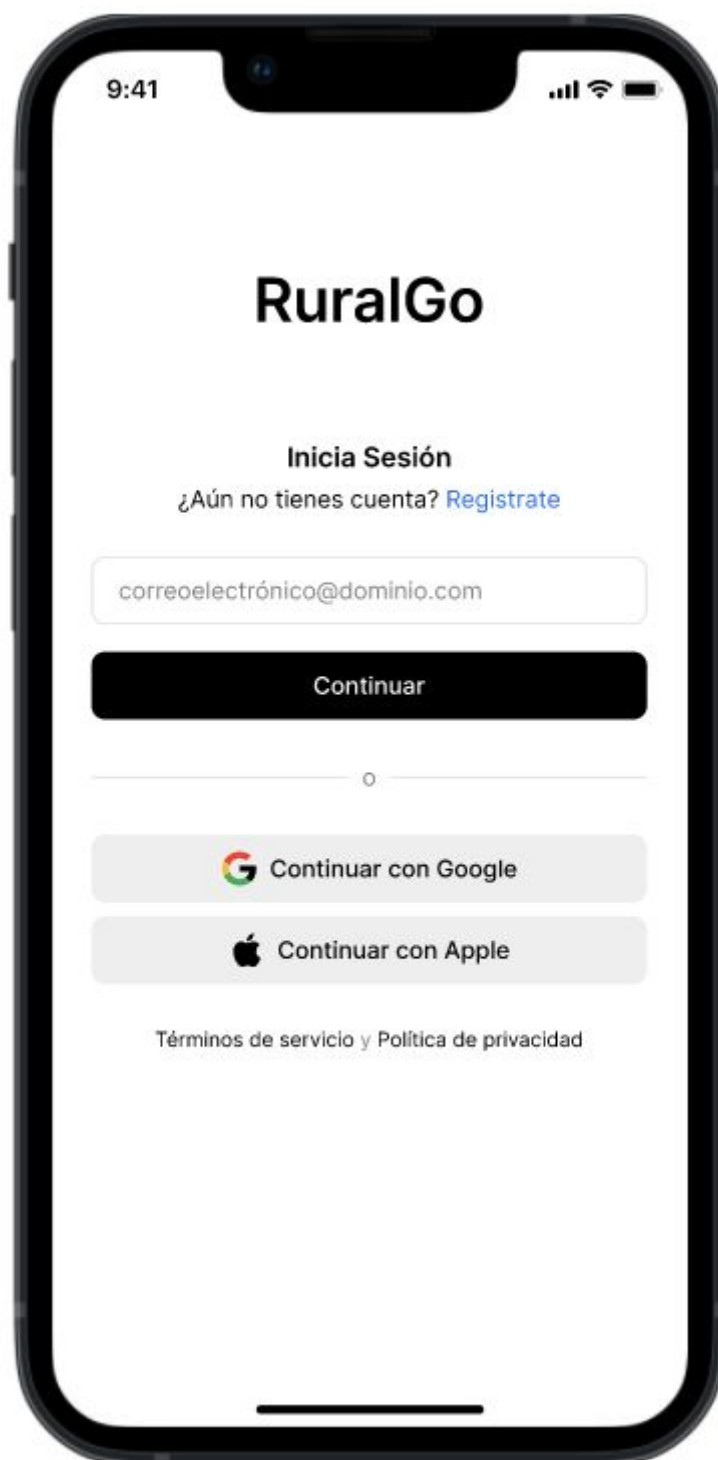 9:41
RuralGo
Inicia Sesión
¿Aún no tienes cuenta? Registrate
correoelectrónico@dominio.com
Continuar
o
Continuar con Google
Continuar con Apple
Términos de servicio y Política de privacidad